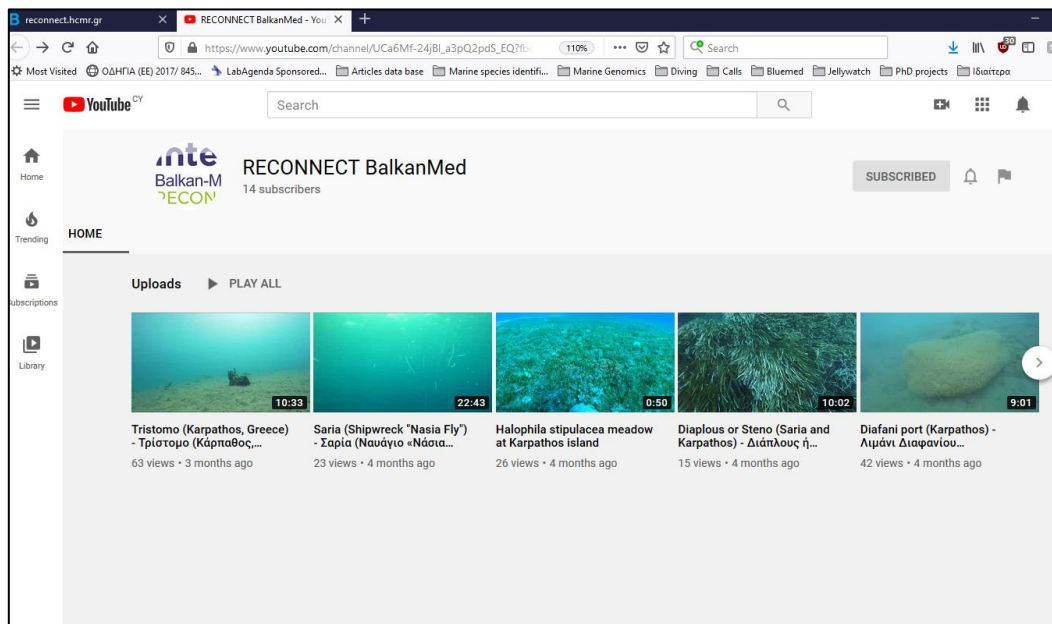 reconnect.hcmr.gr
RECONNECT BalkanMed - You
https://www.youtube.com/channel/UCa6Mf-24jBI_a3pQ2pdS_EQ?fb
110%
Search
30
Most Visited
ΟΔΗΓΙΑ (ΕΕ) 2017/ 845...
LabAgenda Sponsored...
Articles data base
Marine species identifi...
Marine Genomics
Diving
Calls
Bluemed
Jellywatch
PhD projects
Ιδιαίτερα
YouTube CY
Search
Home
Trending
Subscriptions
Library
inte
Balkan-M
RECON
RECONNECT BalkanMed
14 subscribers
SUBSCRIBED
HOME
Uploads
PLAY ALL
10:33
22:43
0:50
10:02
9:01
Tristomo (Karpathos, Greece)
- Τρίστομο (Κάρπαθος,...
63 views • 3 months ago
Saria (Shipwreck "Nasia Fly")
- Σαρία (Ναυάγιο «Νάσια...
23 views • 4 months ago
Halophila stipulacea meadow
at Karpathos island
26 views • 4 months ago
Diaplous or Steno (Saria and
Karpathos) - Διάπλους ή...
15 views • 4 months ago
Diafani port (Karpathos) -
Λιμάνι Διαφανίου...
42 views • 4 months ago